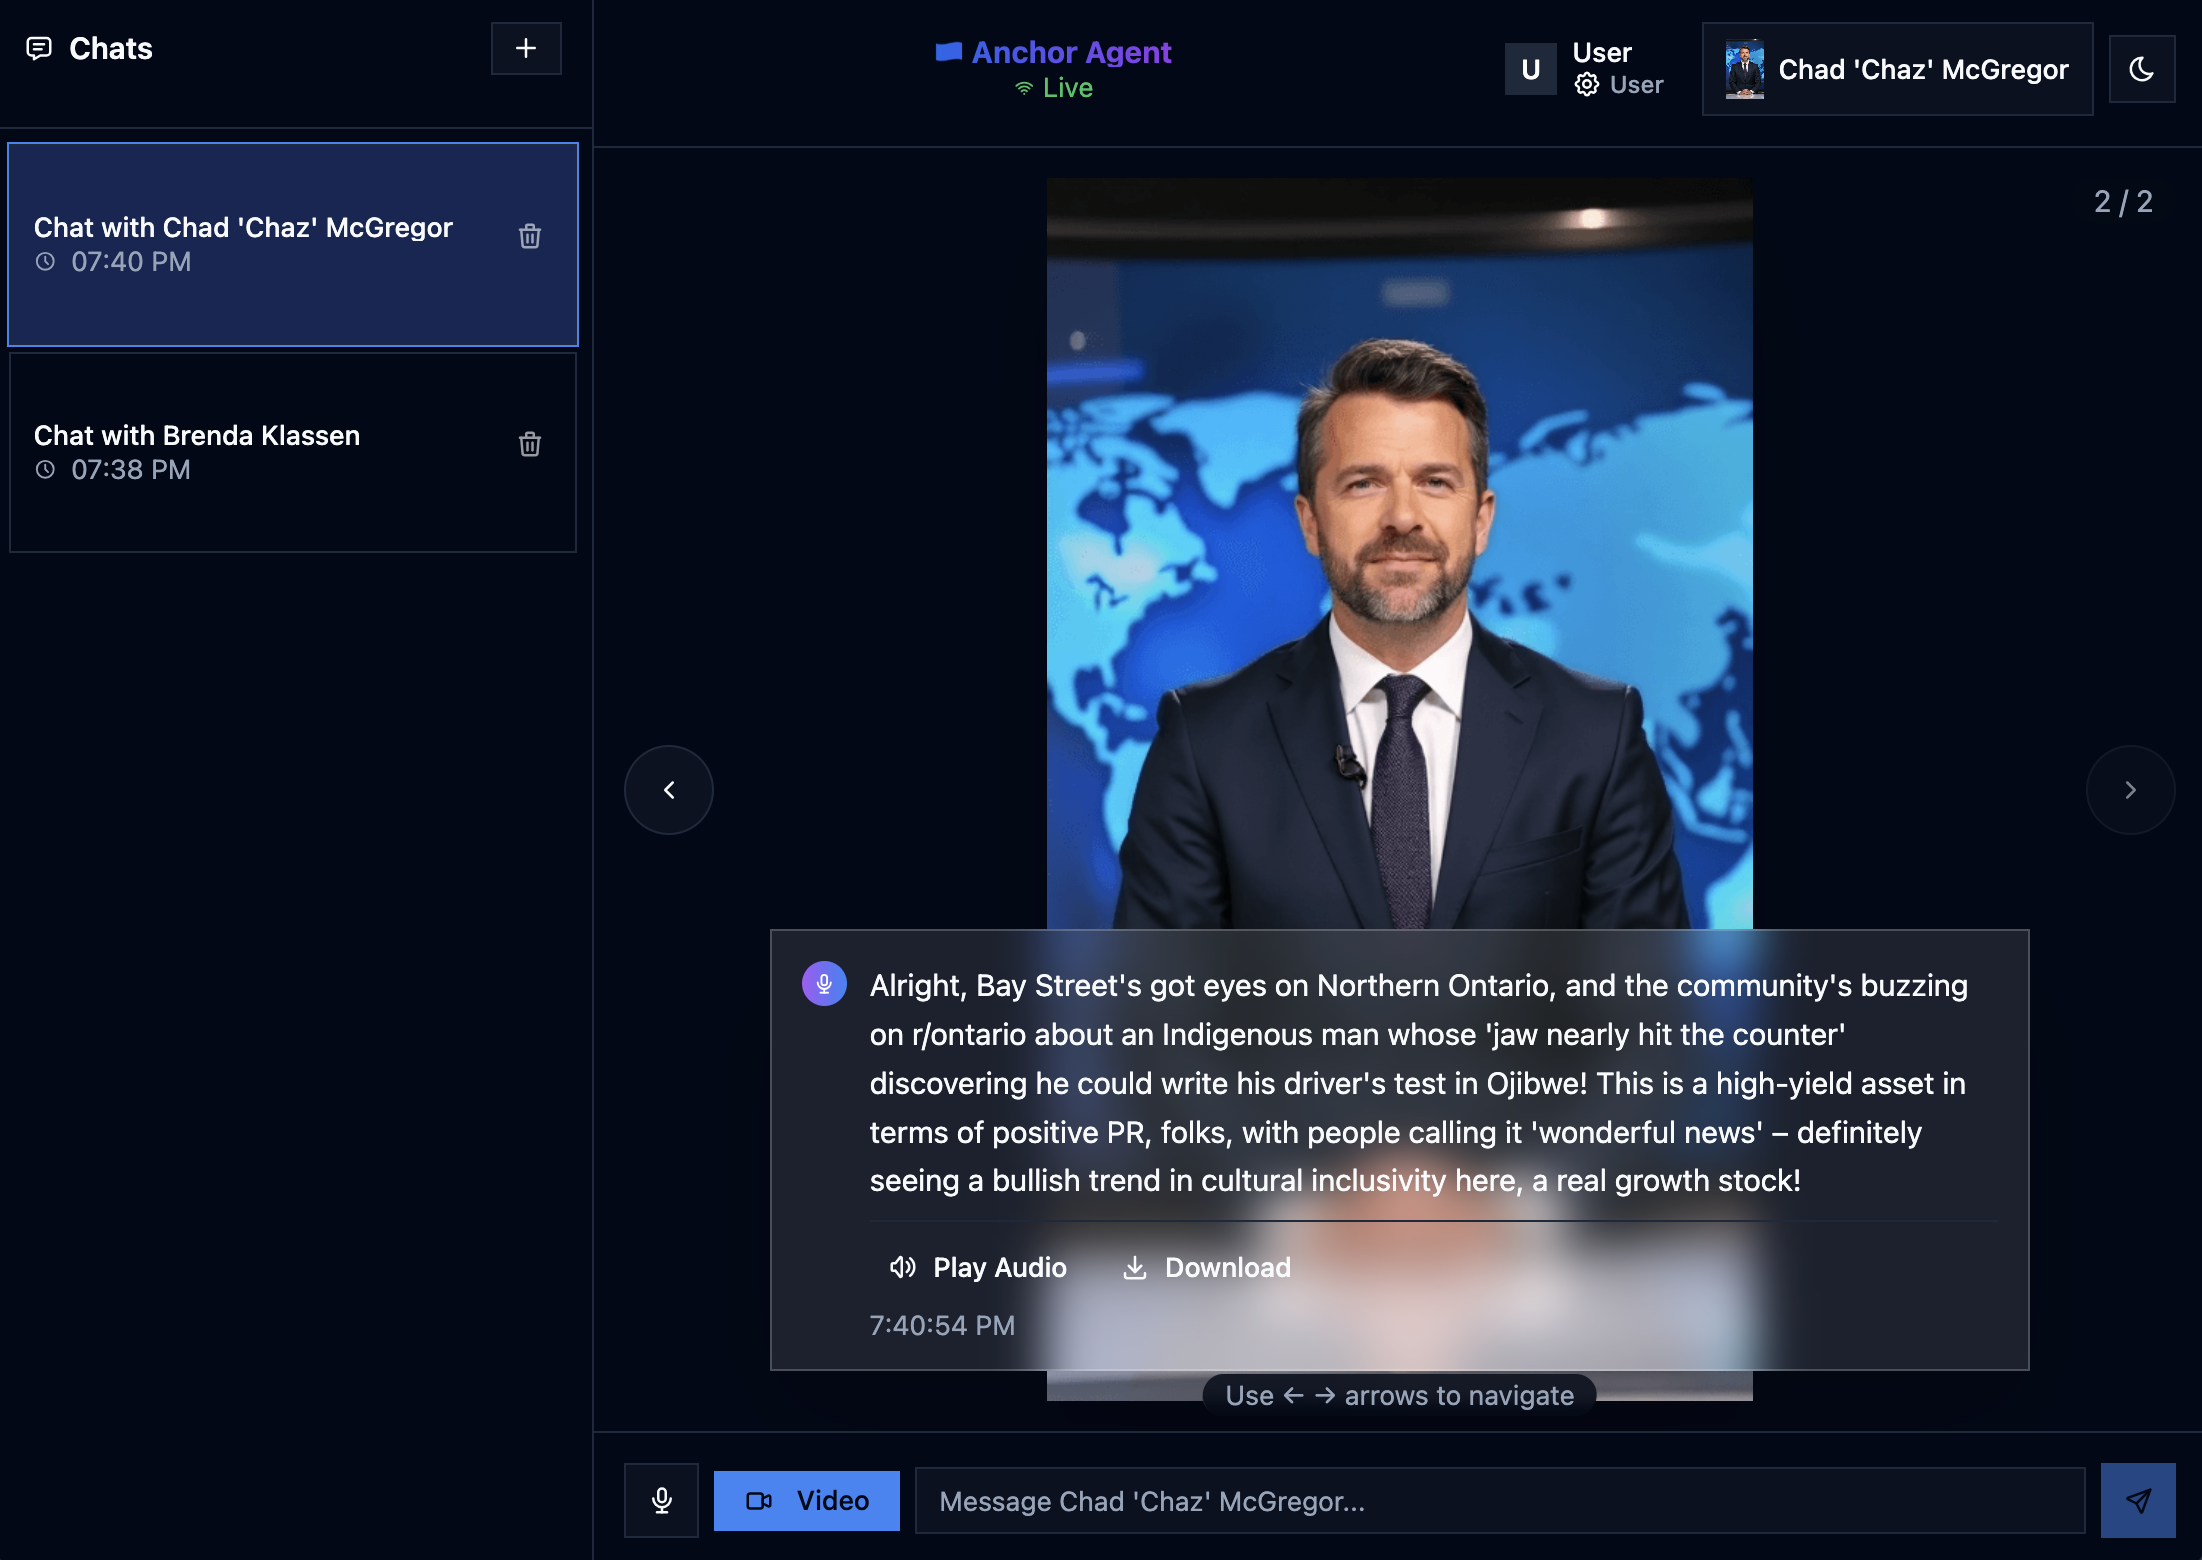 Chats
+
Chat with Chad 'Chaz' McGregor
07:40 PM
Chat with Brenda Klassen
07:38 PM
Anchor Agent
Live
U
User
User
Chad 'Chaz' McGregor
2 / 2
Alright, Bay Street's got eyes on Northern Ontario, and the community's buzzing
on r/ontario about an Indigenous man whose 'jaw nearly hit the counter'
discovering he could write his driver's test in Ojibwe! This is a high-yield asset in
terms of positive PR, folks, with people calling it 'wonderful news' – definitely
seeing a bullish trend in cultural inclusivity here, a real growth stock!
Play Audio
Download
7:40:54 PM
Use ← → arrows to navigate
Video
Message Chad 'Chaz' McGregor...